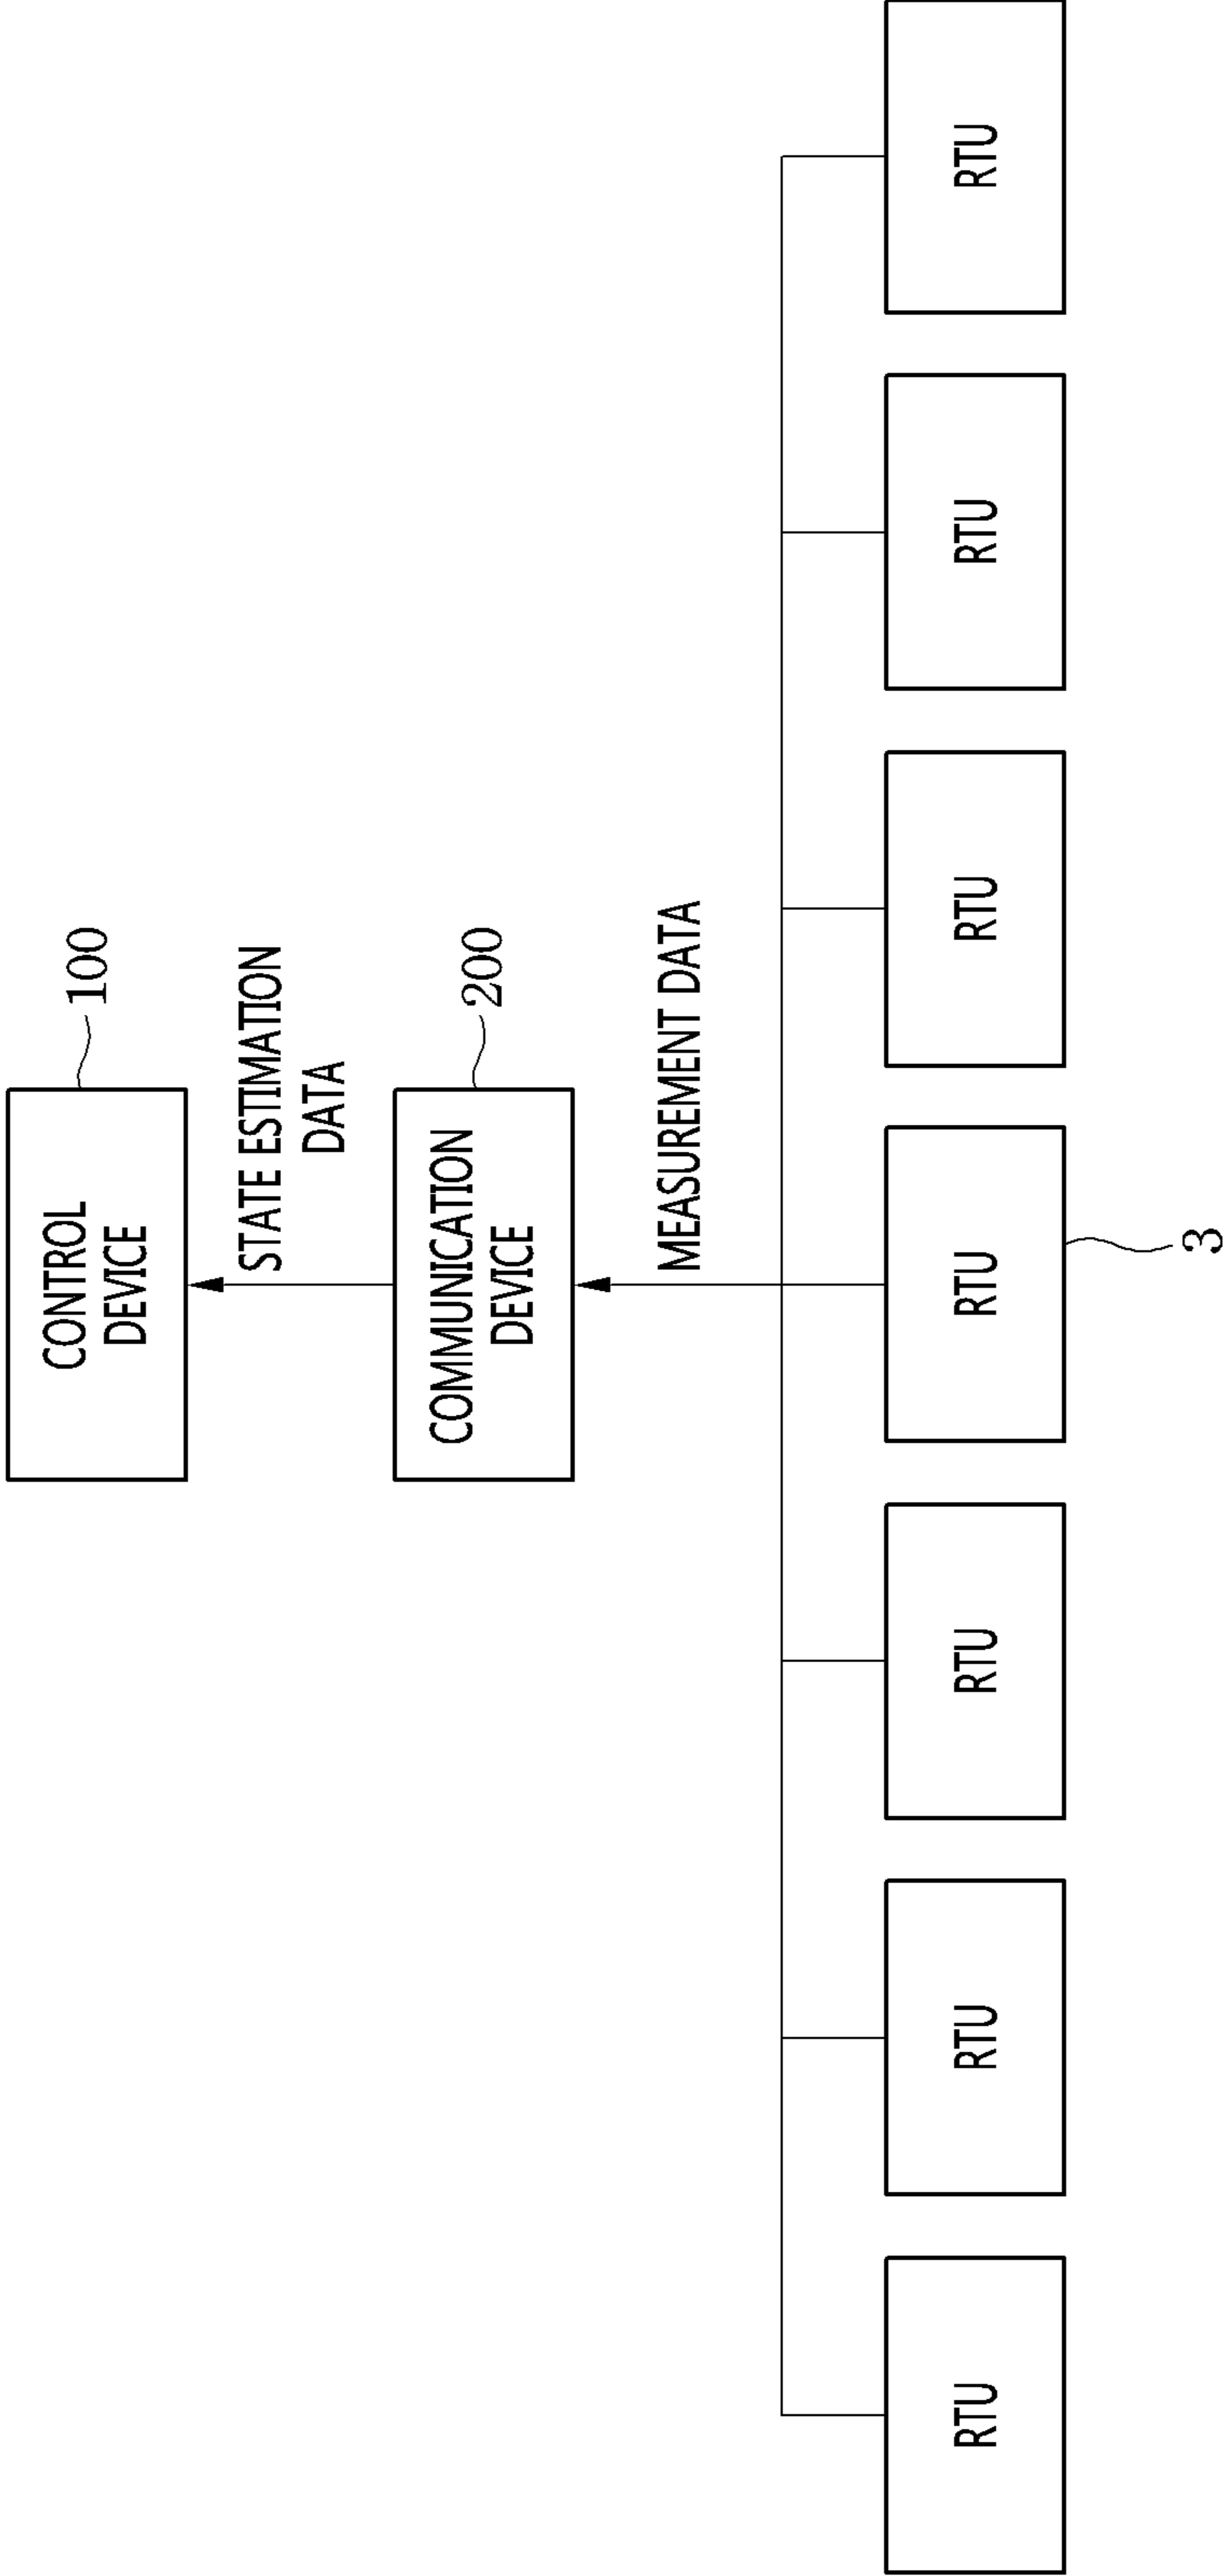 CONTROL
DEVICE
100
STATE ESTIMATION
DATA
COMMUNICATION
DEVICE
200
MEASUREMENT DATA
RTU
RTU
RTU
RTU
RTU
RTU
RTU
3